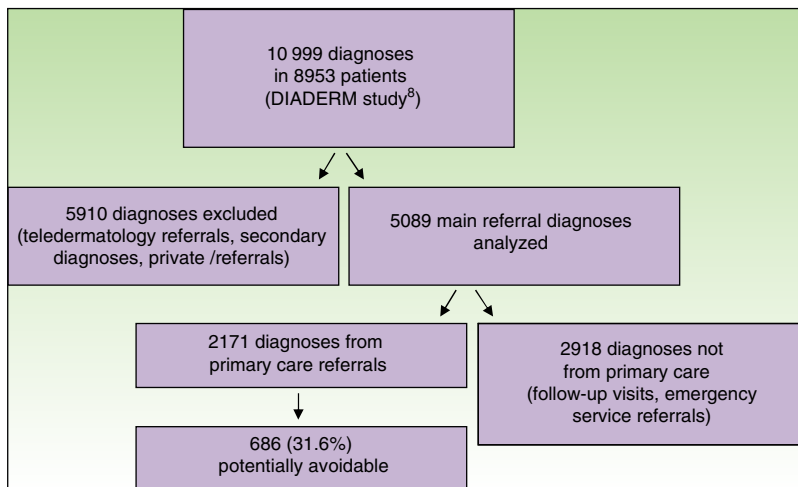 10 999 diagnoses
in 8953 patients
(DIADERM study8)
5910 diagnoses excluded
(teledermatology referrals, secondary
diagnoses, private /referrals)
5089 main referral diagnoses
analyzed
2171 diagnoses from
primary care referrals
2918 diagnoses not
from primary care
(follow-up visits, emergency
service referrals)
686 (31.6%)
potentially avoidable